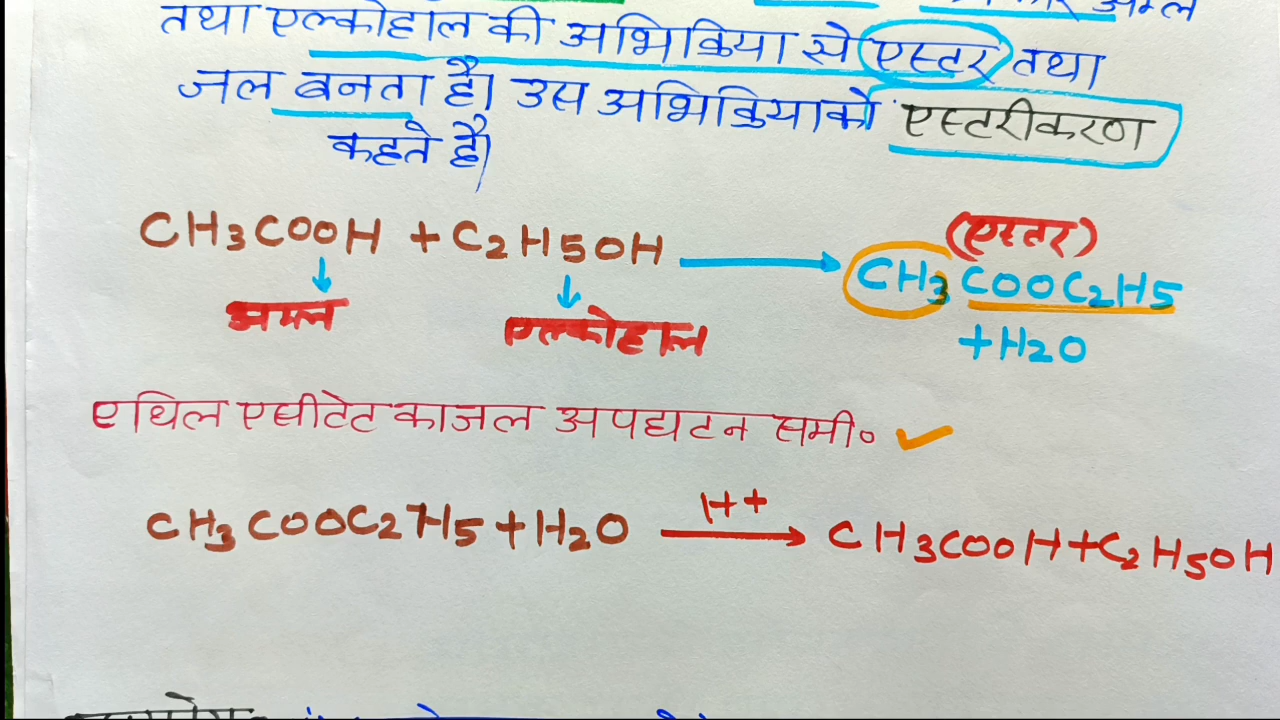 अम्ल
तथा एल्कोहाल की अभिक्रिया से एस्टर तथा
जल बनता है। उस अभिक्रिया को एस्टरीकरण
कहते है।
(एस्टर)
CH3COOH + C2H5OH → CH3COOC2H5
+H2O
अम्ल एल्कोहाल
एथिल एसीटेट का जल अपघटन समी०
H+
CH3COOC2H5+H2O → CH3COOH+C2H5OH